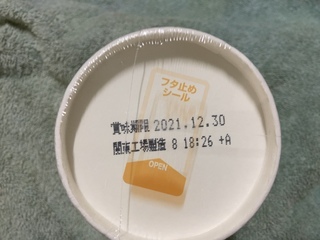 フタ止め
シール
賞味期限 2021.12.30
関東工場製造 8 18:26 +A
OPEN